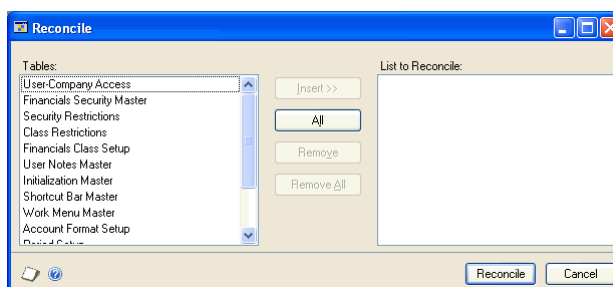 Reconcile
Tables:
List to Reconcile:
User-Company Access
Financials Security Master
Security Restrictions
Class Restrictions
Financials Class Setup
User Notes Master
Initialization Master
Shortcut Bar Master
Work Menu Master
Account Format Setup
Period Setup
Insert >>
All
Remove
Remove All
Reconcile
Cancel